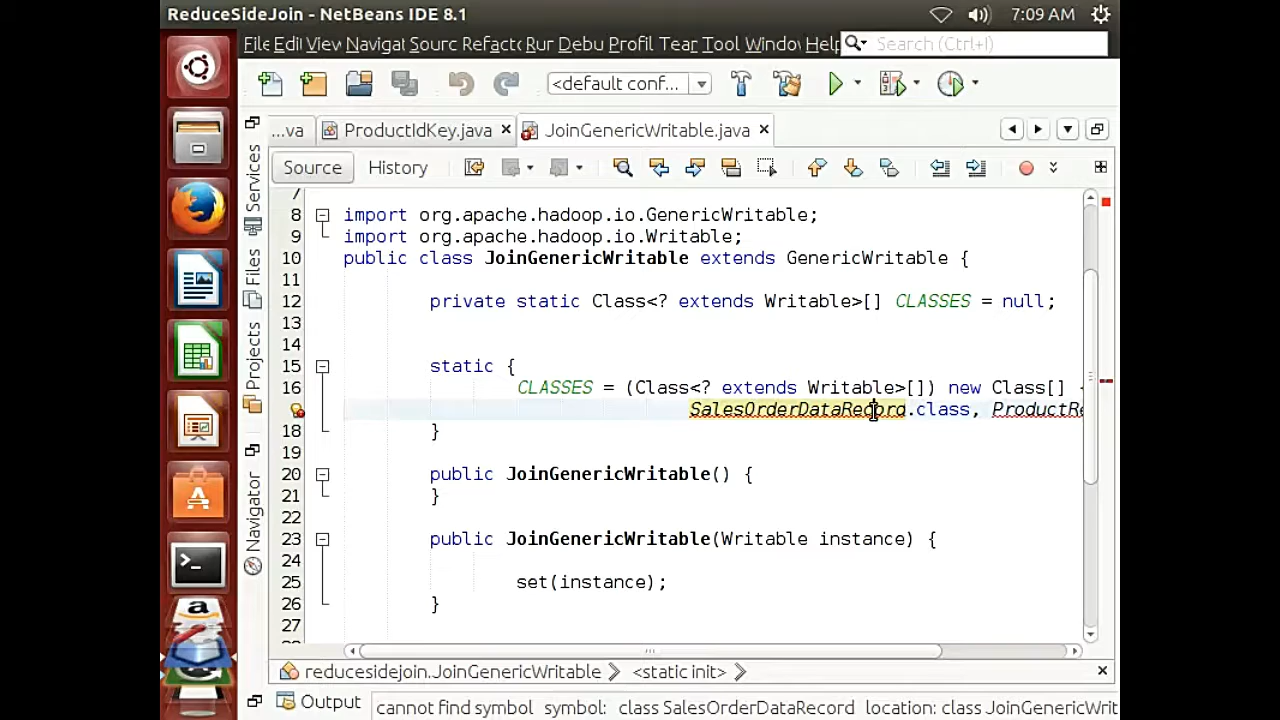 ReduceSideJoin - NetBeans IDE 8.1
7:09 AM
File Edit View Navigat Sourc Refacto Run Debu Profil Tear Tool Windo Help
Search (Ctrl+I)
<default conf...
...va
ProductIdKey.java
JoinGenericWritable.java
Source
History
Services
Files
Projects
Navigator
7
8 import org.apache.hadoop.io.GenericWritable;
9 import org.apache.hadoop.io.Writable;
10 public class JoinGenericWritable extends GenericWritable {
11
12 private static Class<? extends Writable>[] CLASSES = null;
13
14
15 static {
16 CLASSES = (Class<? extends Writable>[]) new Class[]
SalesOrderDataRecord.class, ProductRe
18 }
19
20 public JoinGenericWritable() {
21 }
22
23 public JoinGenericWritable(Writable instance) {
24
25 set(instance);
26 }
27
reducesidejoin.JoinGenericWritable
<static init>
Output
cannot find symbol symbol: class SalesOrderDataRecord location: class JoinGenericWrit